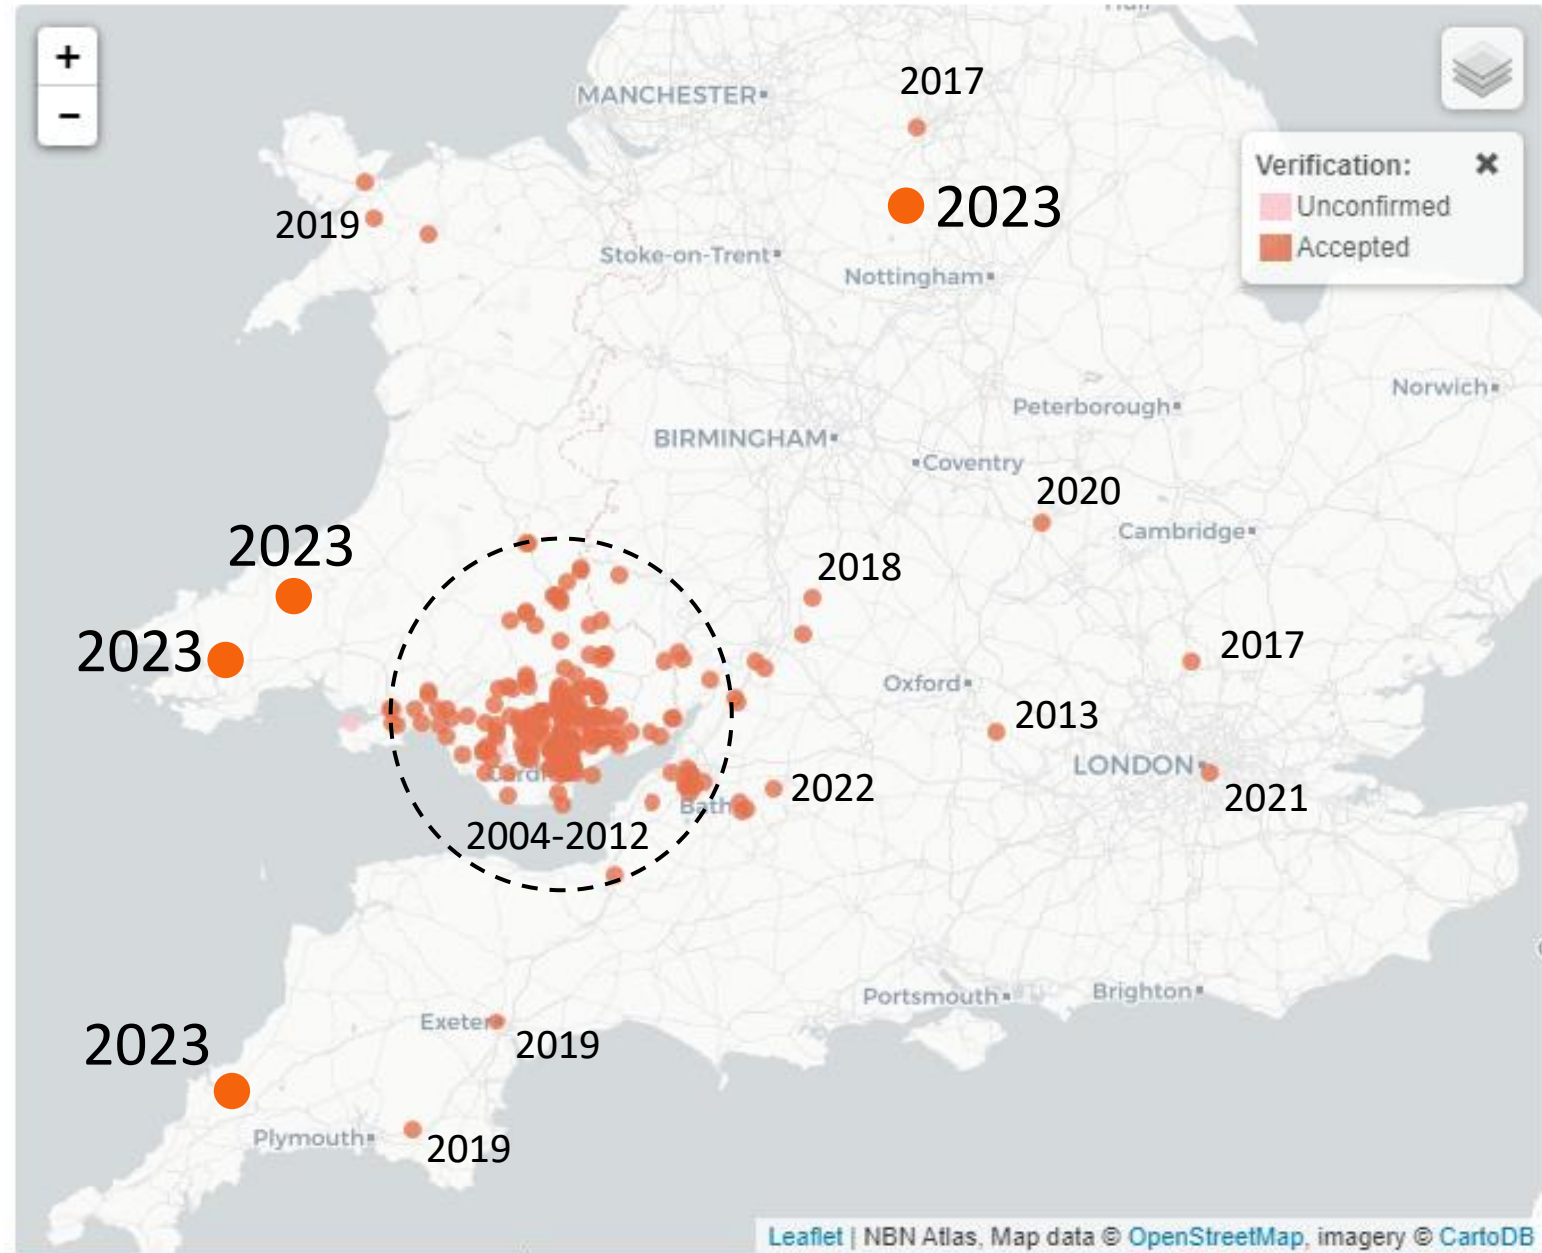 Hull
+
−
2017
MANCHESTER
Verification:
Unconfirmed
Accepted
2023
2019
Stoke-on-Trent
Nottingham
Norwich
Peterborough
BIRMINGHAM
Coventry
2020
Cambridge
2023
2018
2023
2017
Oxford
2013
LONDON
2021
Bath
2022
2004-2012
Portsmouth
Brighton
Exeter
2019
2023
Plymouth
2019
Leaflet | NBN Atlas, Map data © OpenStreetMap, imagery © CartoDB